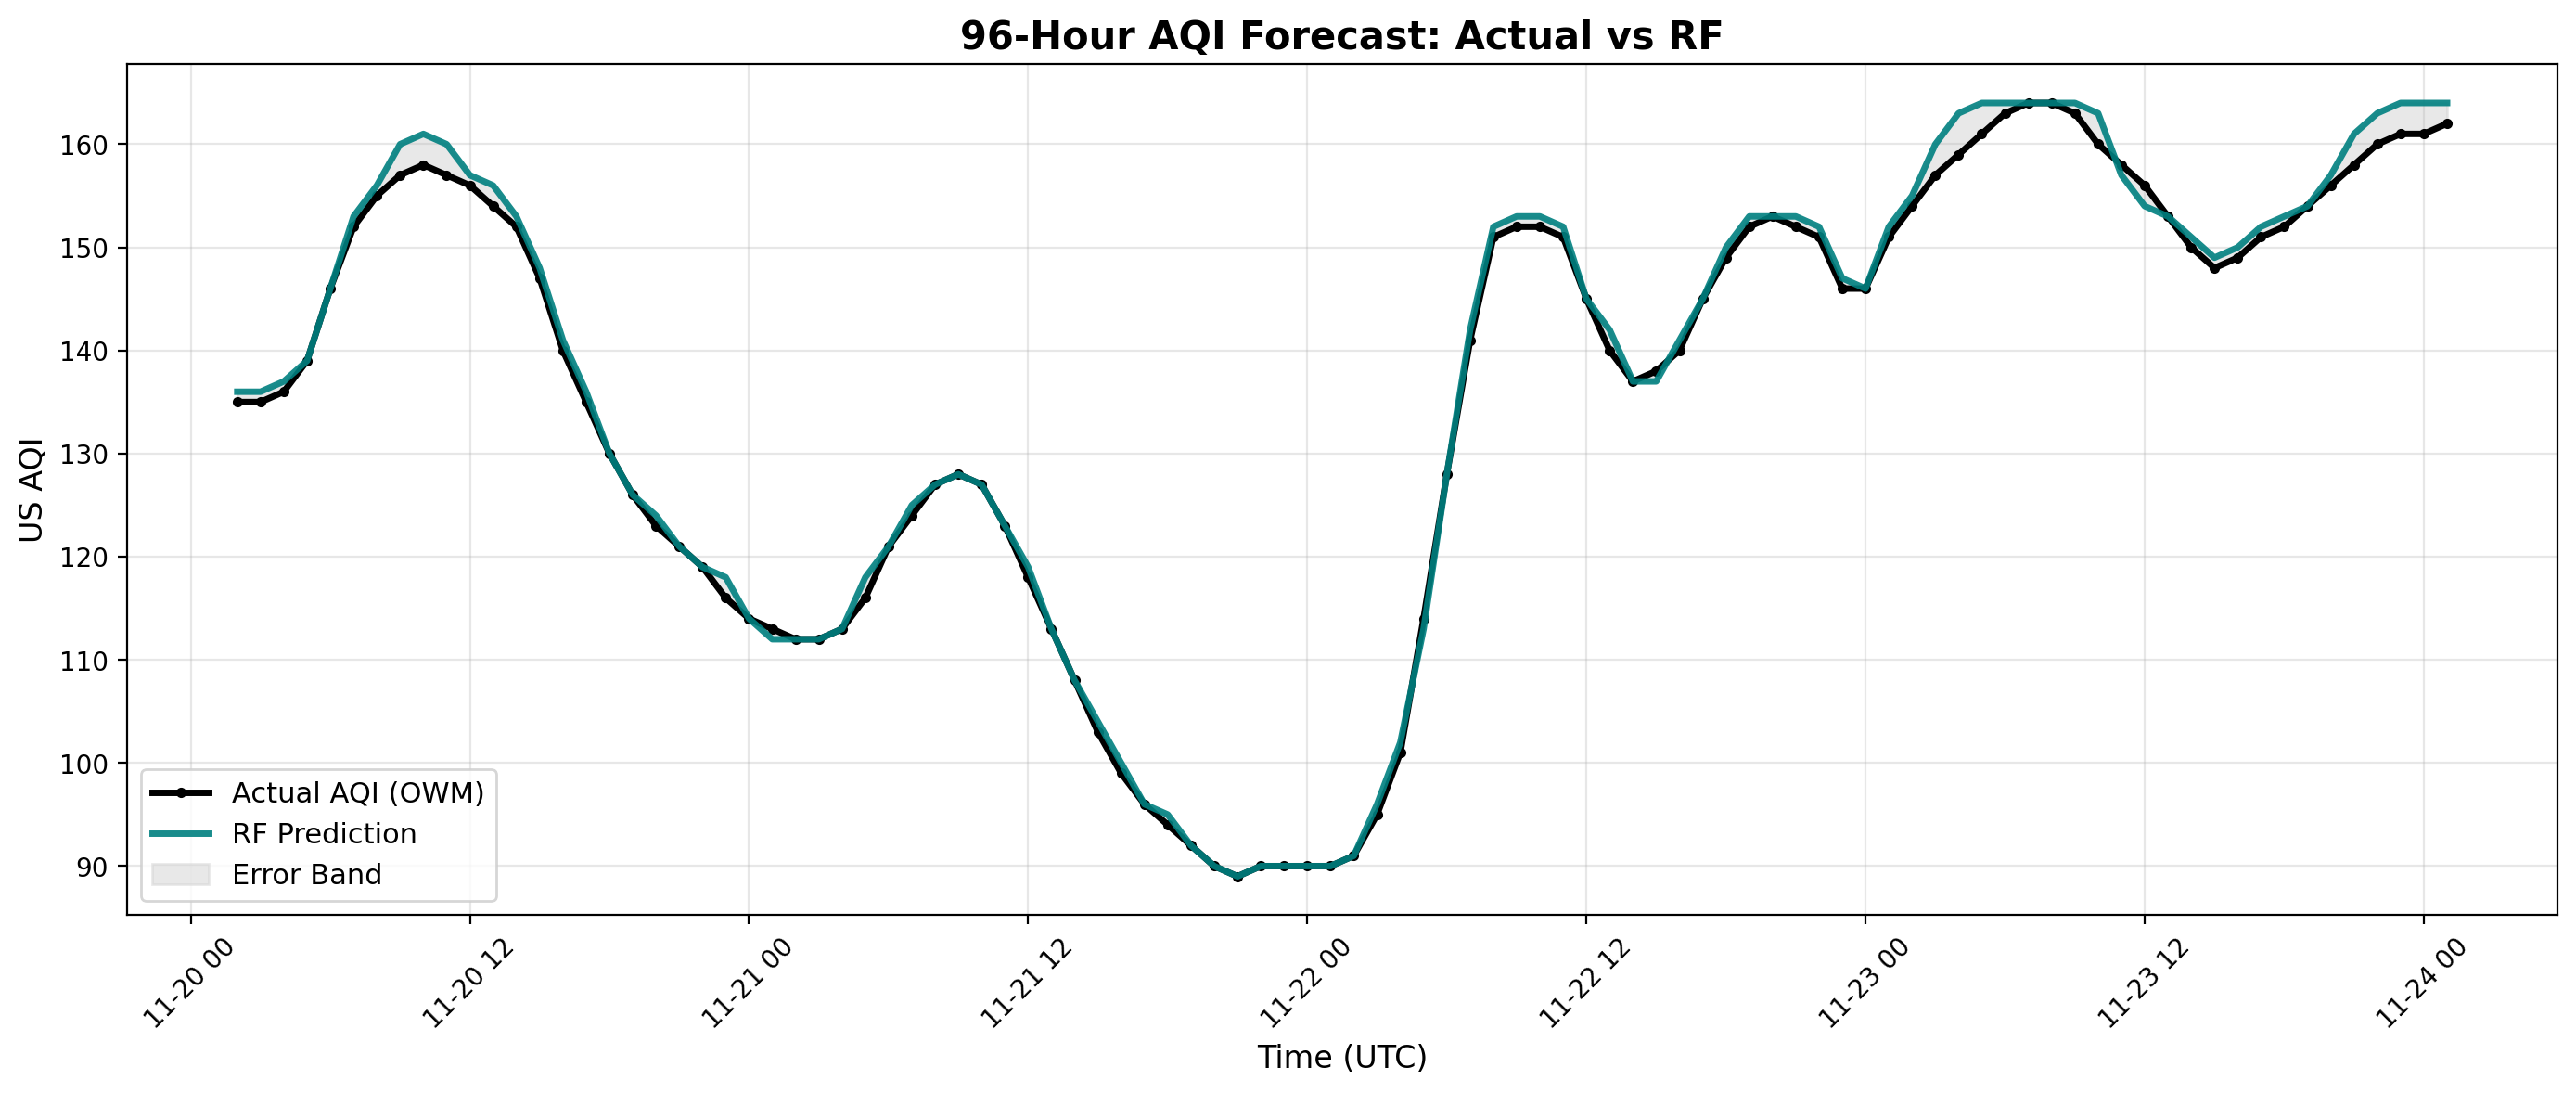 96-Hour AQI Forecast: Actual vs RF
US AQI
160
150
140
130
120
110
100
90
Actual AQI (OWM)
RF Prediction
Error Band
11-20 00
11-20 12
11-21 00
11-21 12
11-22 00
11-22 12
11-23 00
11-23 12
11-24 00
Time (UTC)